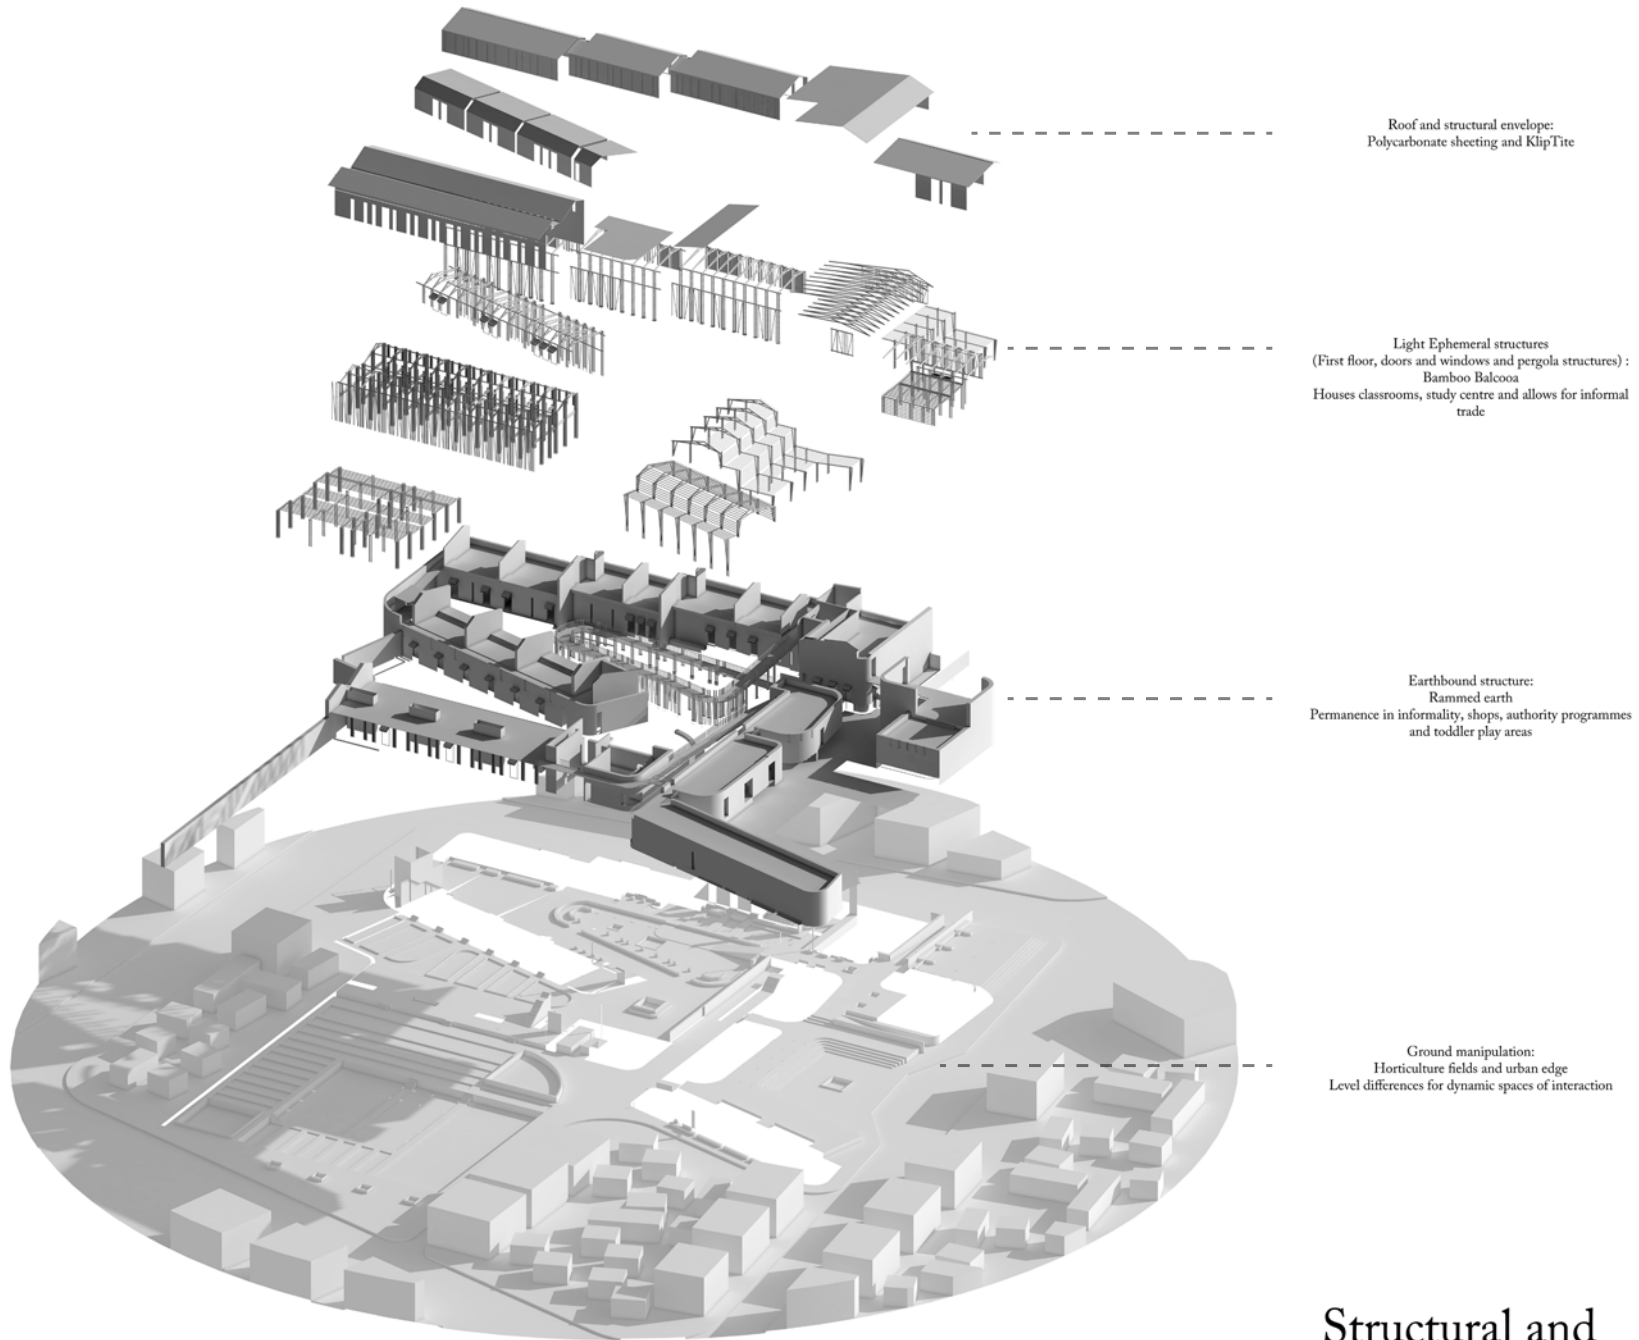 Roof and structural envelope:
Polycarbonate sheeting and KlipTite
Light Ephemeral structures
(First floor, doors and windows and pergola structures) :
Bamboo Balcooa
Houses classrooms, study centre and allows for informal
trade
Earthbound structure:
Rammed earth
Permanence in informality, shops, authority programmes
and toddler play areas
Ground manipulation:
Horticulture fields and urban edge
Level differences for dynamic spaces of interaction
Structural and